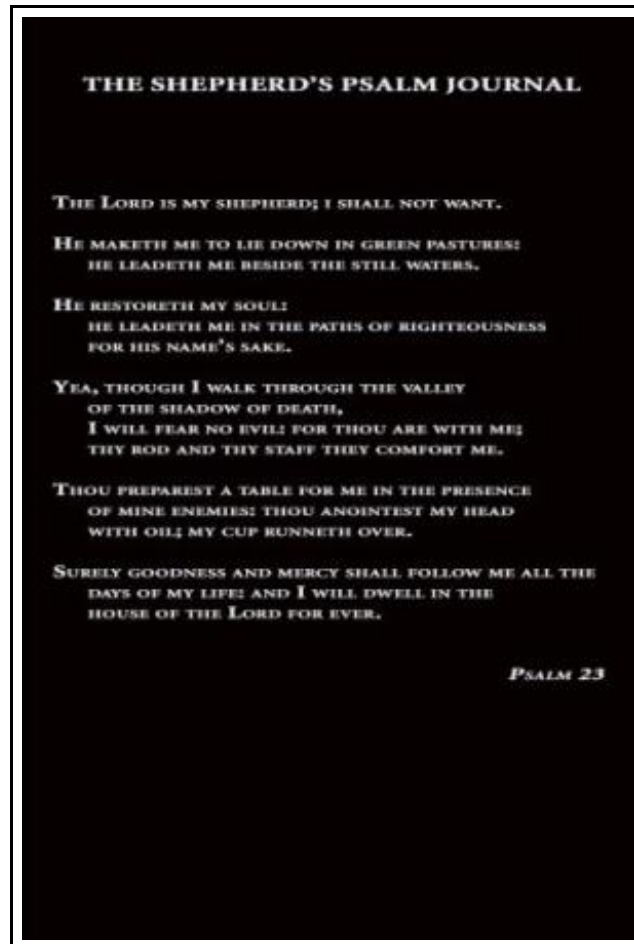 THE SHEPHERD'S PSALM JOURNAL
THE LORD IS MY SHEPHERD; I SHALL NOT WANT.
HE MAKETH ME TO LIE DOWN IN GREEN PASTURES:
HE LEADETH ME BESIDE THE STILL WATERS.
HE RESTORETH MY SOUL:
HE LEADETH ME IN THE PATHS OF RIGHTEOUSNESS
FOR HIS NAME'S SAKE.
YEA, THOUGH I WALK THROUGH THE VALLEY
OF THE SHADOW OF DEATH,
I WILL FEAR NO EVIL: FOR THOU ARE WITH ME;
THY ROD AND THY STAFF THEY COMFORT ME.
THOU PREPAREST A TABLE FOR ME IN THE PRESENCE
OF MINE ENEMIES: THOU ANOINTEST MY HEAD
WITH OIL; MY CUP RUNNETH OVER.
SURELY GOODNESS AND MERCY SHALL FOLLOW ME ALL THE
DAYS OF MY LIFE: AND I WILL DWELL IN THE
HOUSE OF THE LORD FOR EVER.
PSALM 23